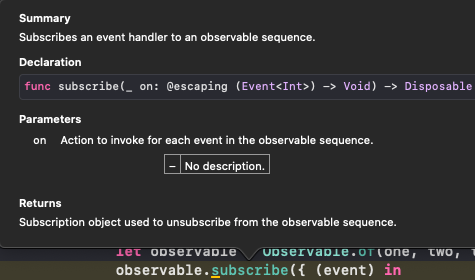 Summary
Subscribes an event handler to an observable sequence.
Declaration
func subscribe(_ on: @escaping (Event<Int>) -> Void) -> Disposable
Parameters
on Action to invoke for each event in the observable sequence.
– No description.
Returns
Subscription object used to unsubscribe from the observable sequence.
let observable Observable.of(one, two, t
observable.subscribe({ (event) in